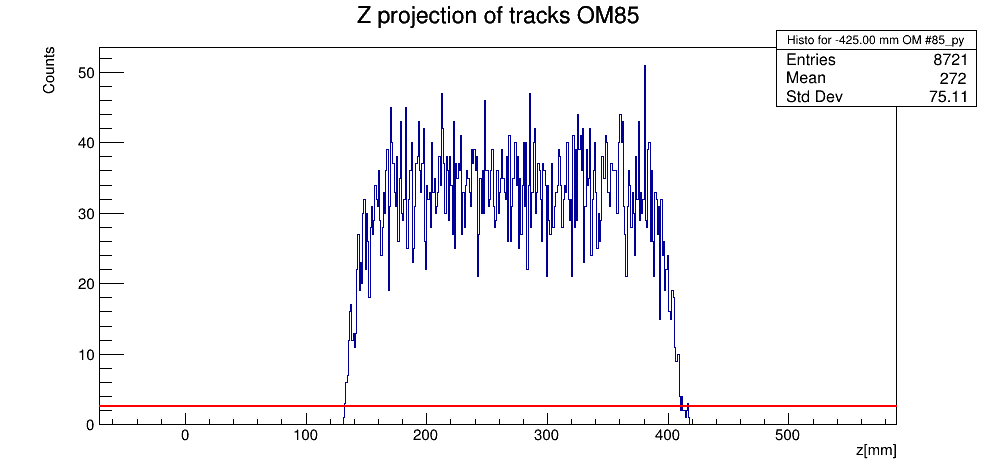 Z projection of tracks OM85
Histo for -425.00 mm OM #85_py
Entries 8721
Mean 272
Std Dev 75.11
Counts
50
40
30
20
10
0
0 100 200 300 400 500
z[mm]